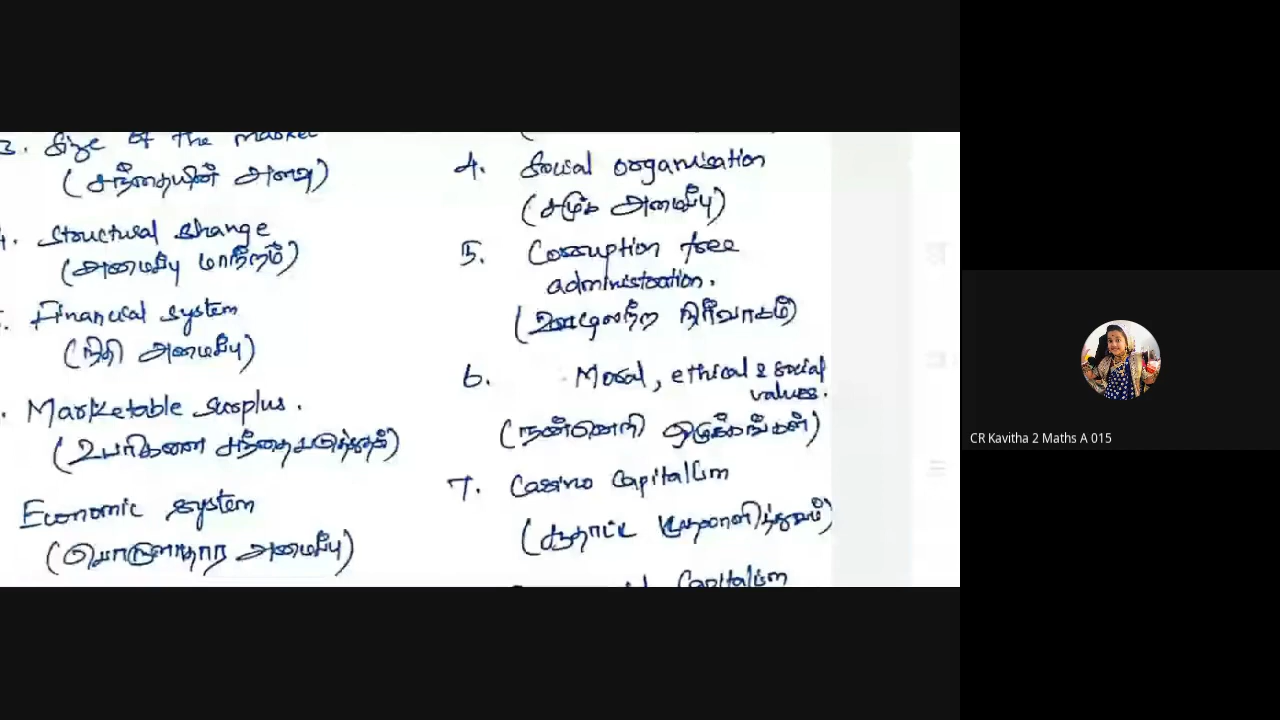 3. Size of the market
(சந்தையின் அளவு)
4. Structural change
(அமைப்பு மாற்றம்)
Financial system
(நிதி அமைப்பு)
Marketable Surplus.
(உபரிகளை சந்தைபடுத்துதல்)
Economic system
(பொருளாதார அமைப்பு)
4. Social organisation
(சமுக அமைப்பு)
5. Corruption free
administration.
(ஊழலற்ற நிர்வாகம்)
6. Moral, ethical & social
values.
(நன்னெறி ஒழுக்கங்கள்)
7. Casino Capitalism
(சூதாட்ட முதலாளித்துவம்)
Capitalism
CR Kavitha 2 Maths A 015